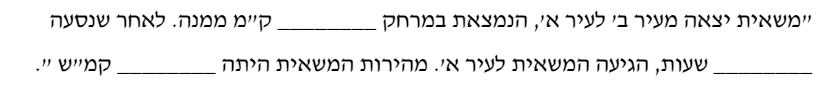 ״משאית יצאה מעיר ב׳ לעיר א׳, הנמצאת במרחק ________ ק״מ ממנה. לאחר שנסעה
________ שעות, הגיעה המשאית לעיר א׳. מהירות המשאית היתה ________ קמ״ש ״.